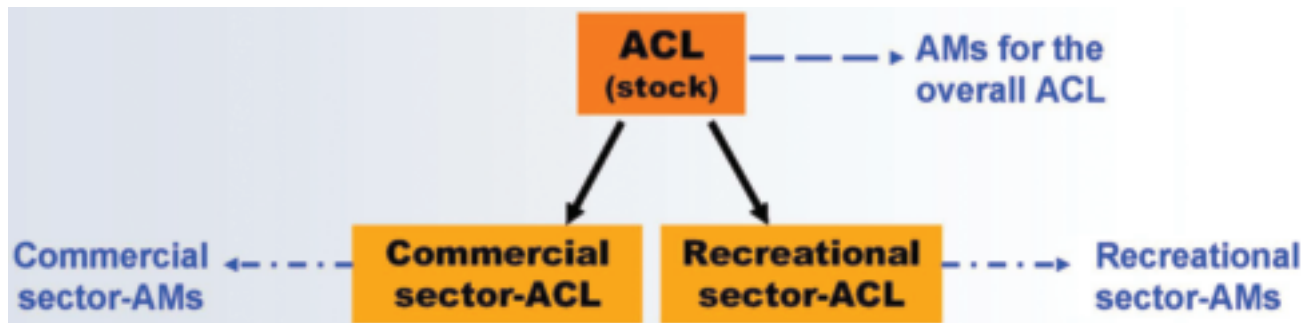 ACL
(stock)
AMs for the
overall ACL
Commercial
sector-AMs
Commercial
sector-ACL
Recreational
sector-ACL
Recreational
sector-AMs